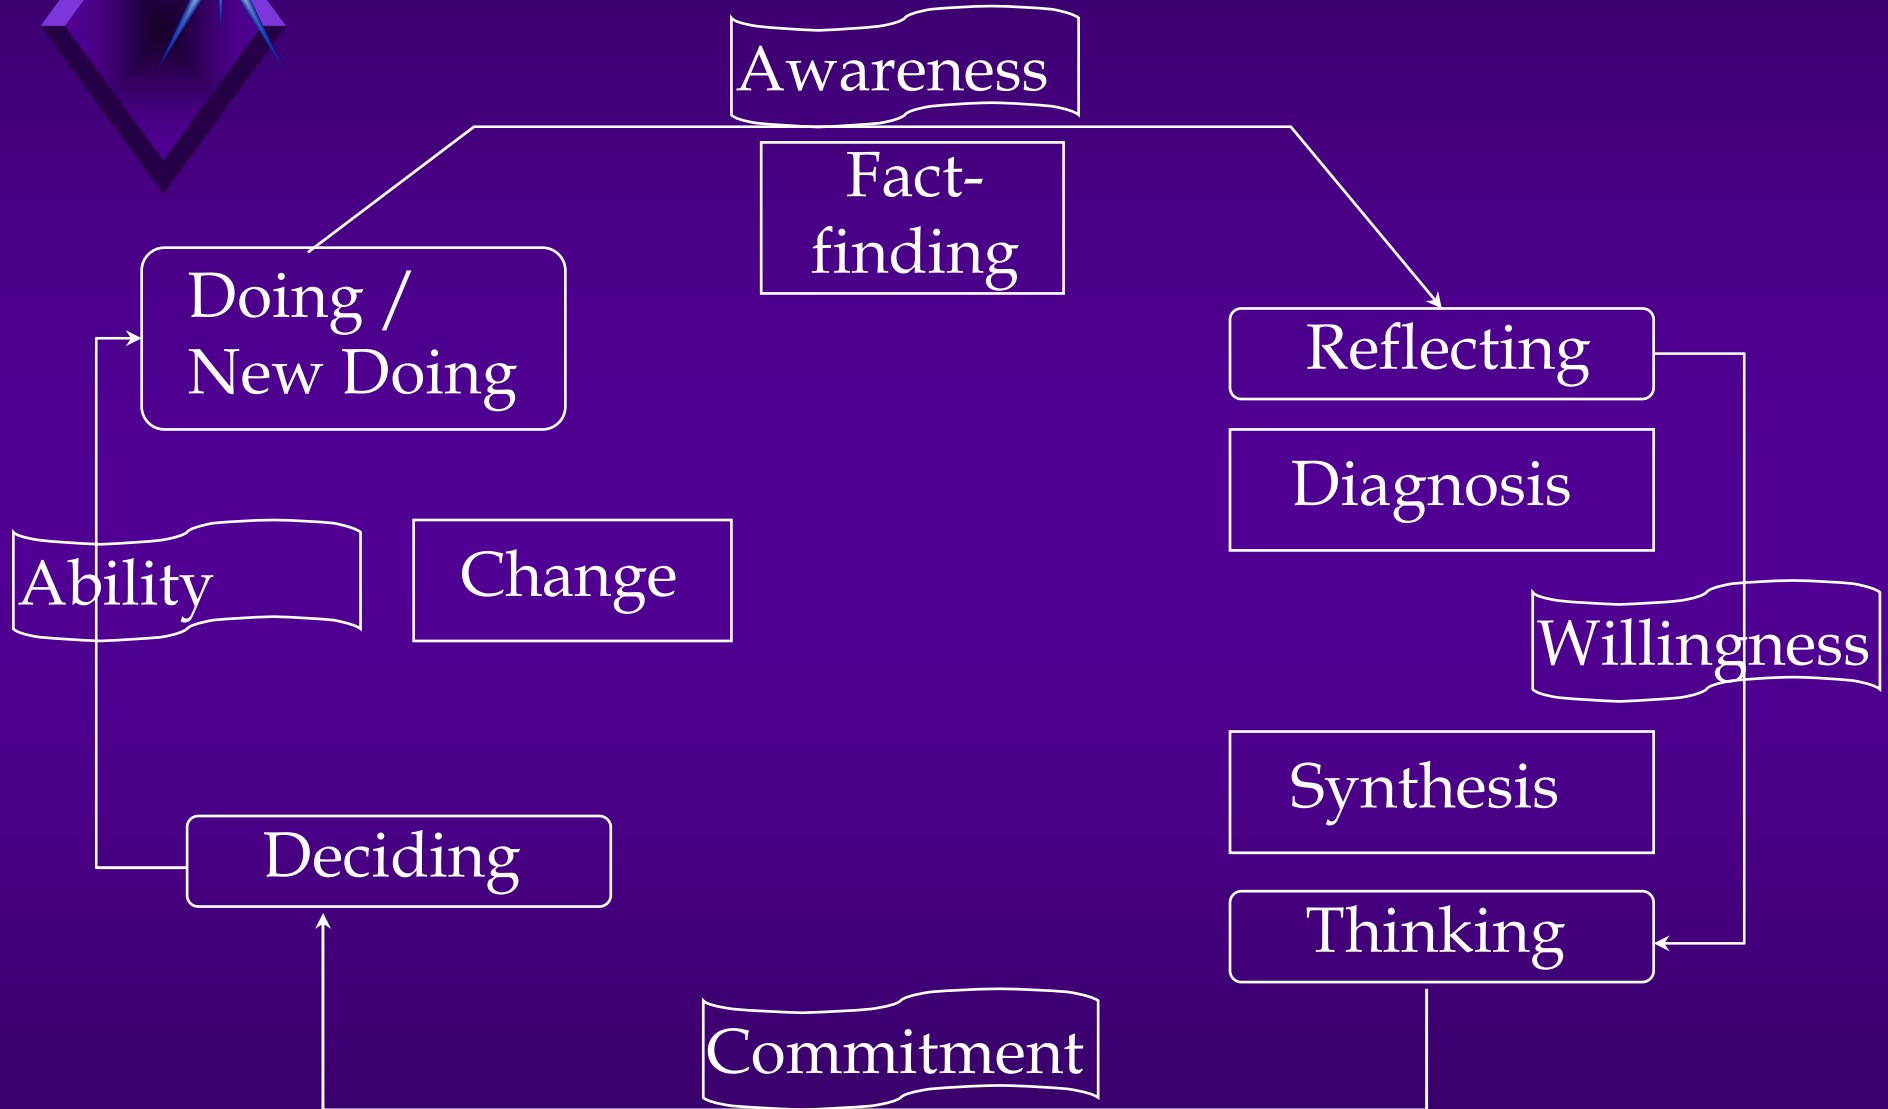 Awareness
Fact-
finding
Doing /
New Doing
Reflecting
Diagnosis
Ability
Change
Willingness
Synthesis
Deciding
Thinking
Commitment